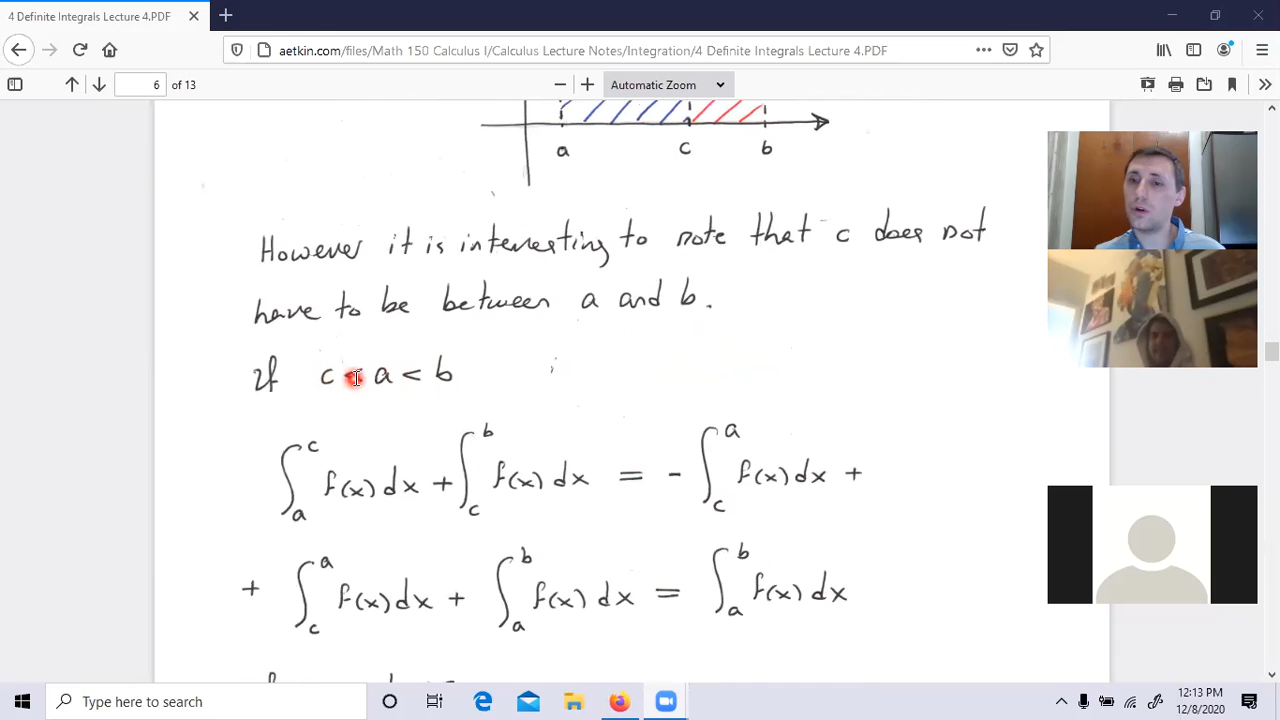 4 Definite Integrals Lecture 4.PDF
aetkin.com/files/Math 150 Calculus I/Calculus Lecture Notes/Integration/4 Definite Integrals Lecture 4.PDF
6 of 13
Automatic Zoom
a c b
However it is interesting to note that c does not
have to be between a and b.
If c < a < b
∫_a^c f(x) dx + ∫_c^b f(x) dx = - ∫_c^a f(x) dx +
+ ∫_c^a f(x) dx + ∫_a^b f(x) dx = ∫_a^b f(x) dx
Type here to search
12:13 PM
12/8/2020